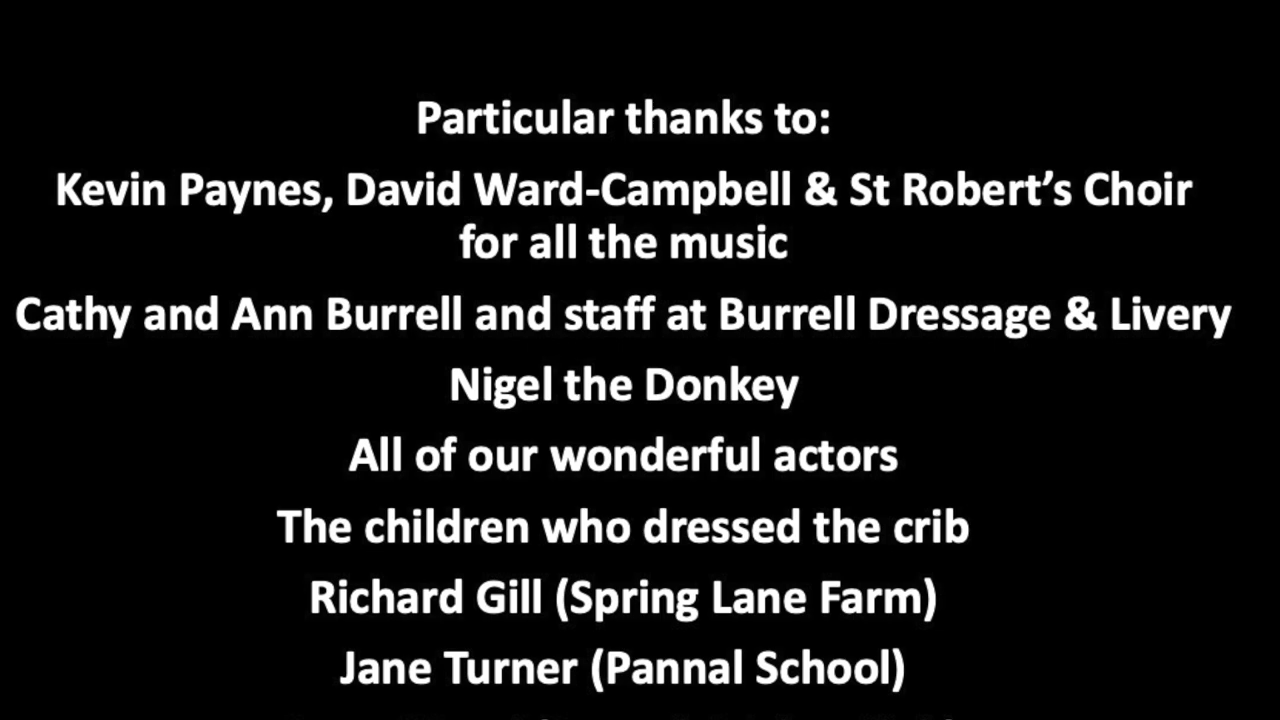 Particular thanks to:
Kevin Paynes, David Ward-Campbell & St Robert’s Choir
for all the music
Cathy and Ann Burrell and staff at Burrell Dressage & Livery
Nigel the Donkey
All of our wonderful actors
The children who dressed the crib
Richard Gill (Spring Lane Farm)
Jane Turner (Pannal School)